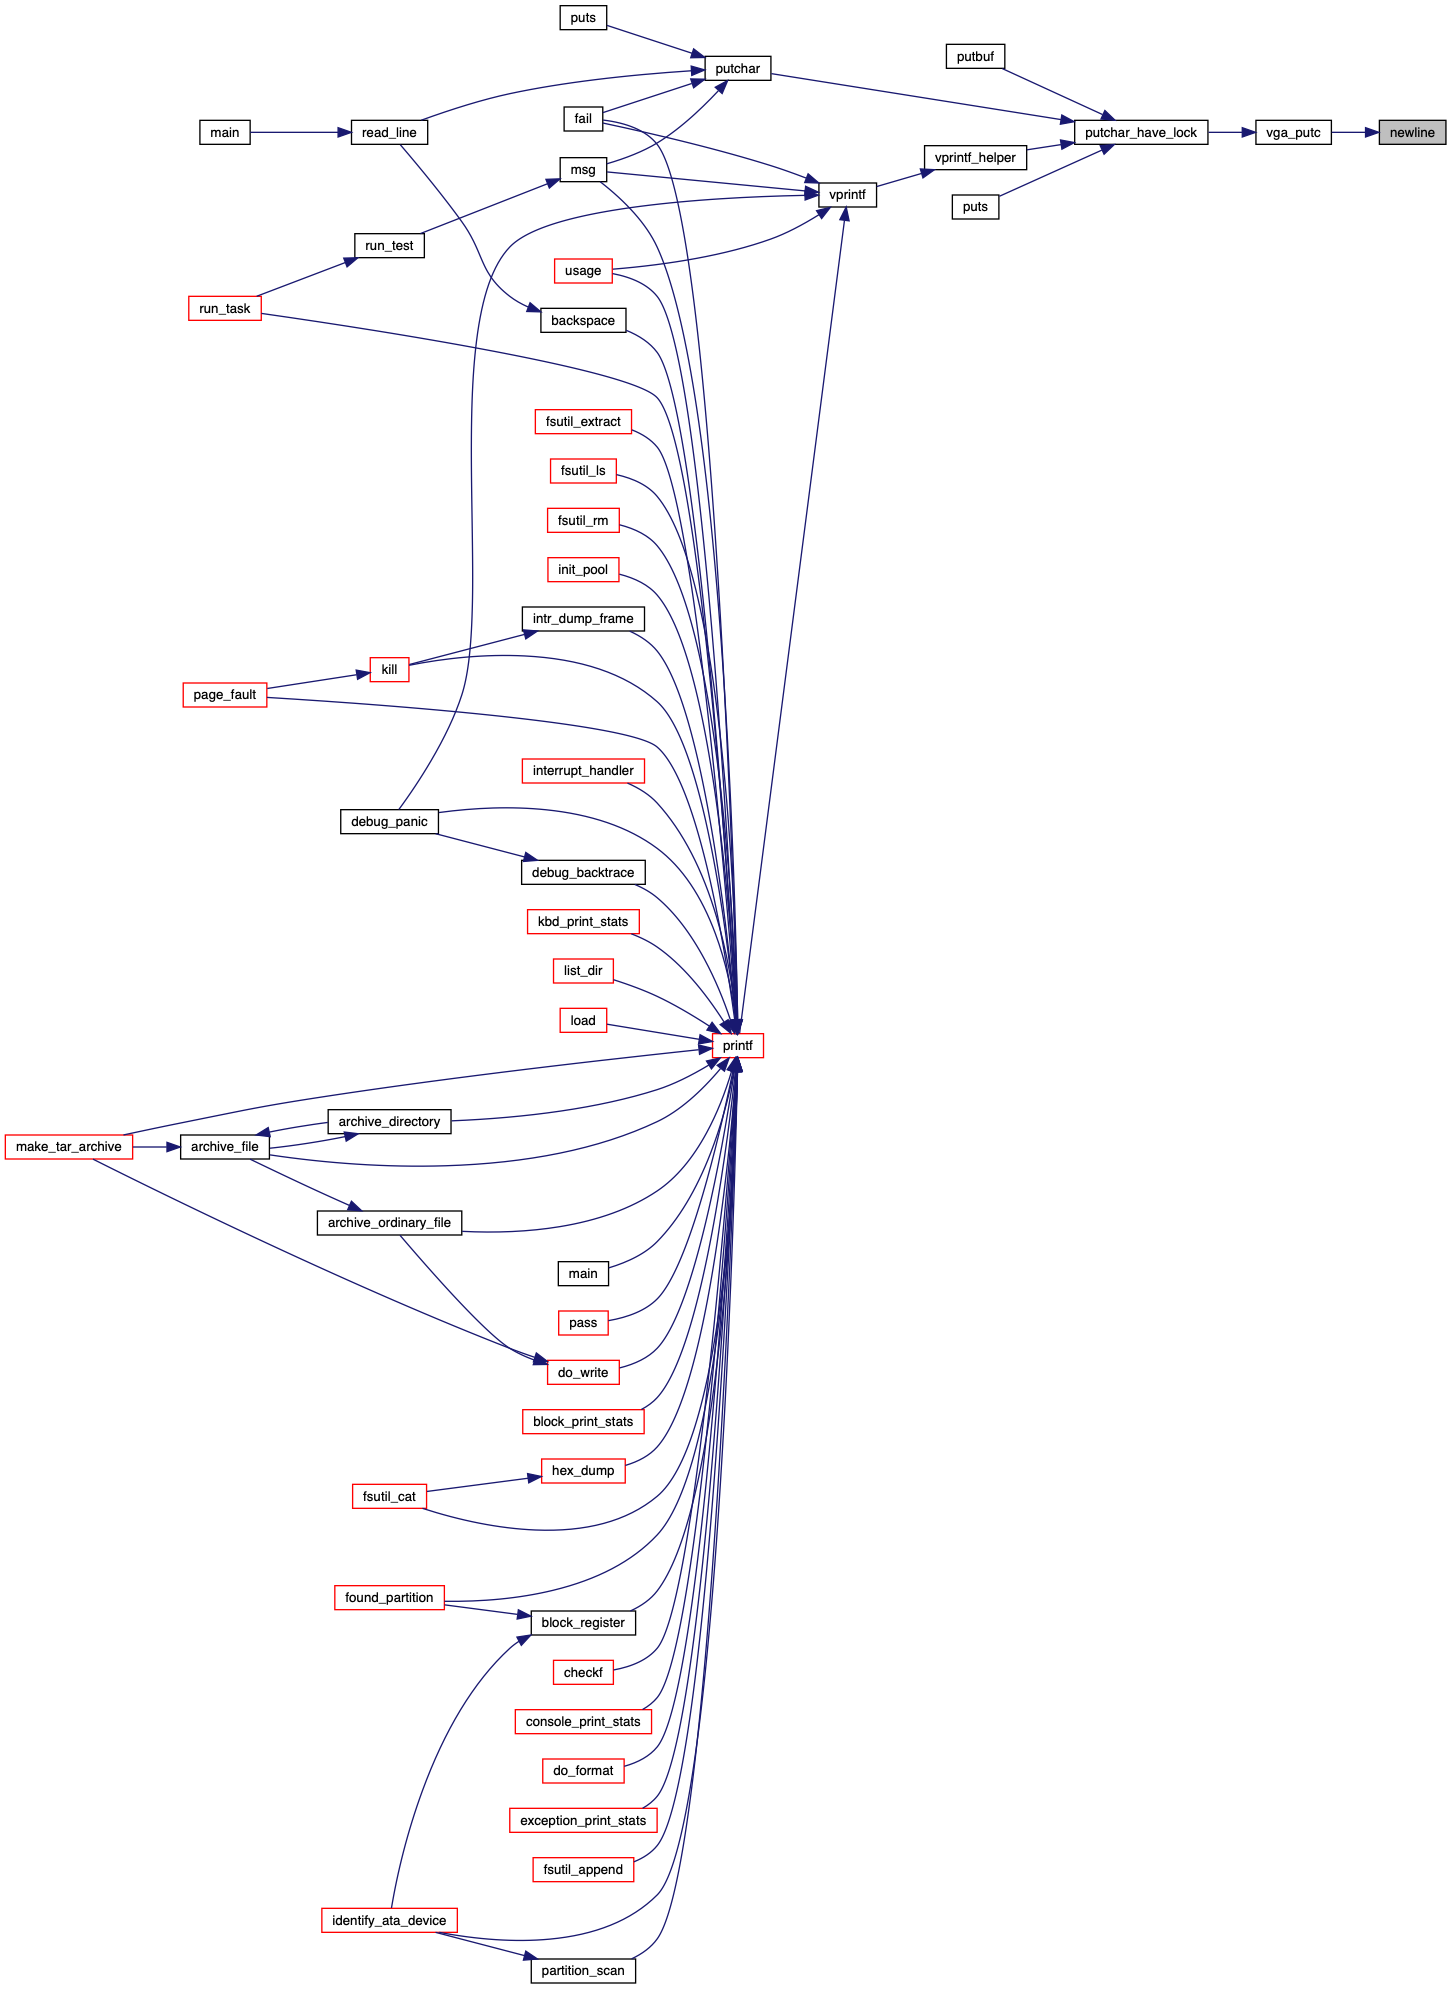 puts
putbuf
putchar
fail
main
read_line
putchar_have_lock
vga_putc
newline
vprintf_helper
msg
vprintf
puts
run_test
usage
run_task
backspace
fsutil_extract
fsutil_ls
fsutil_rm
init_pool
intr_dump_frame
kill
page_fault
interrupt_handler
debug_panic
debug_backtrace
kbd_print_stats
list_dir
load
printf
archive_directory
make_tar_archive
archive_file
archive_ordinary_file
main
pass
do_write
block_print_stats
hex_dump
fsutil_cat
found_partition
block_register
checkf
console_print_stats
do_format
exception_print_stats
fsutil_append
identify_ata_device
partition_scan